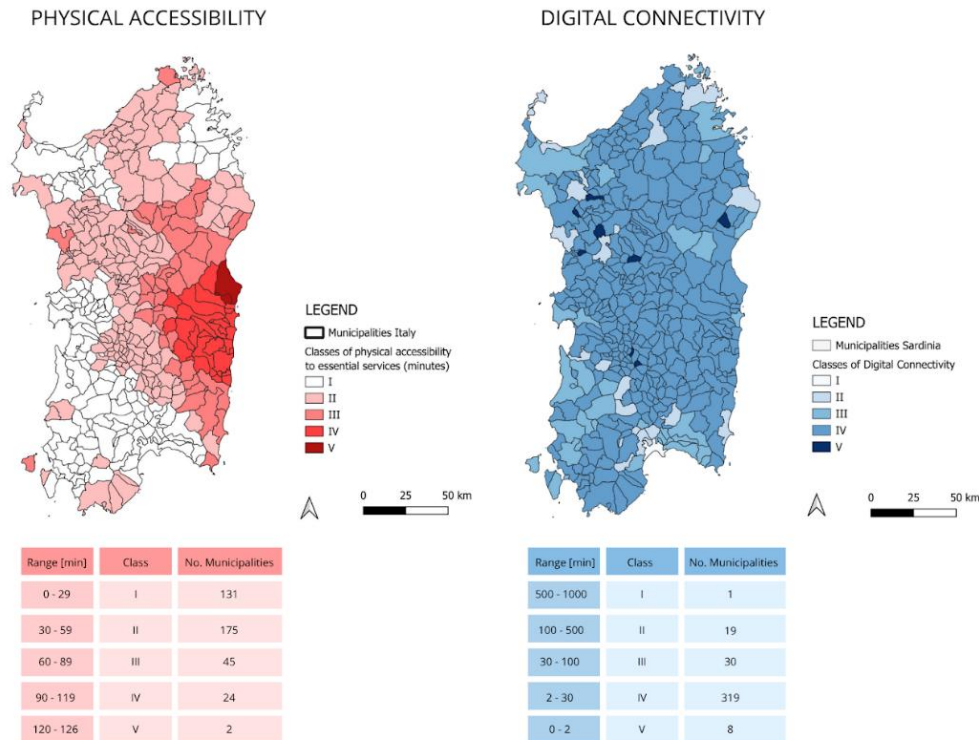 PHYSICAL ACCESSIBILITY
LEGEND
Municipalities Italy
Classes of physical accessibility
to essential services (minutes)
I
II
III
IV
V
0 25 50 km
Range [min] Class No. Municipalities
0 - 29 I 131
30 - 59 II 175
60 - 89 III 45
90 - 119 IV 24
120 - 126 V 2
DIGITAL CONNECTIVITY
LEGEND
Municipalities Sardinia
Classes of Digital Connectivity
I
II
III
IV
V
0 25 50 km
Range [min] Class No. Municipalities
500 - 1000 I 1
100 - 500 II 19
30 - 100 III 30
2 - 30 IV 319
0 - 2 V 8